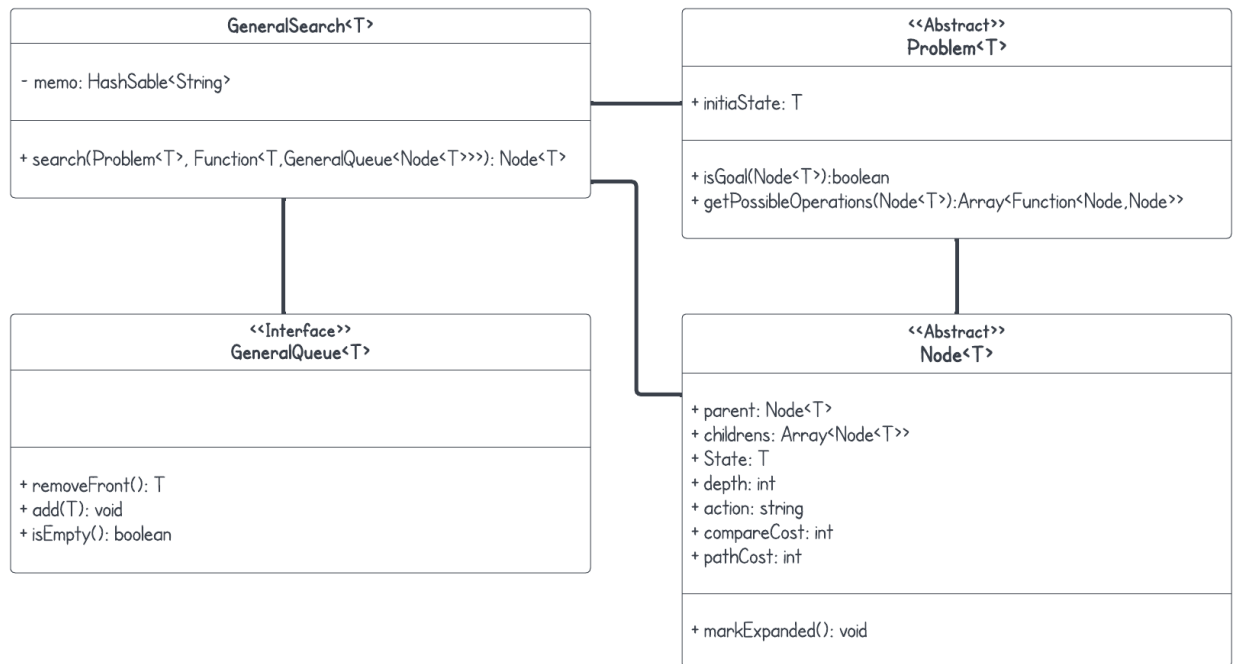 GeneralSearch<T>
- memo: HashSable<String>
+ search(Problem<T>, Function<T,GeneralQueue<Node<T>>>): Node<T>
<<Abstract>>
Problem<T>
+ initiaState: T
+ isGoal(Node<T>):boolean
+ getPossibleOperations(Node<T>):Array<Function<Node,Node>>
<<Interface>>
GeneralQueue<T>
+ removeFront(): T
+ add(T): void
+ isEmpty(): boolean
<<Abstract>>
Node<T>
+ parent: Node<T>
+ childrens: Array<Node<T>>
+ State: T
+ depth: int
+ action: string
+ compareCost: int
+ pathCost: int
+ markExpanded(): void